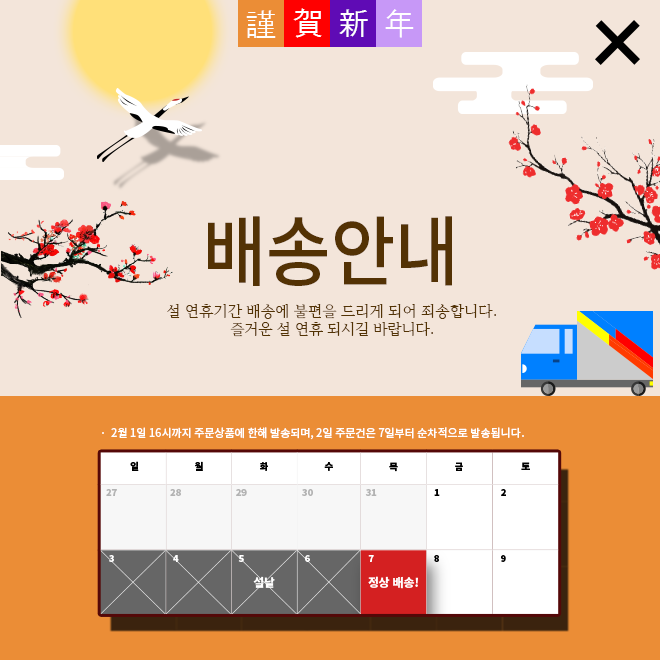 謹賀新年
배송안내
설 연휴기간 배송에 불편을 드리게 되어 죄송합니다.
즐거운 설 연휴 되시길 바랍니다.
· 2월 1일 16시까지 주문상품에 한해 발송되며, 2일 주문건은 7일부터 순차적으로 발송됩니다.
일 월 화 수 목 금 토
27 28 29 30 31 1 2
3 4 5 6 7 8 9
설날 정상 배송!